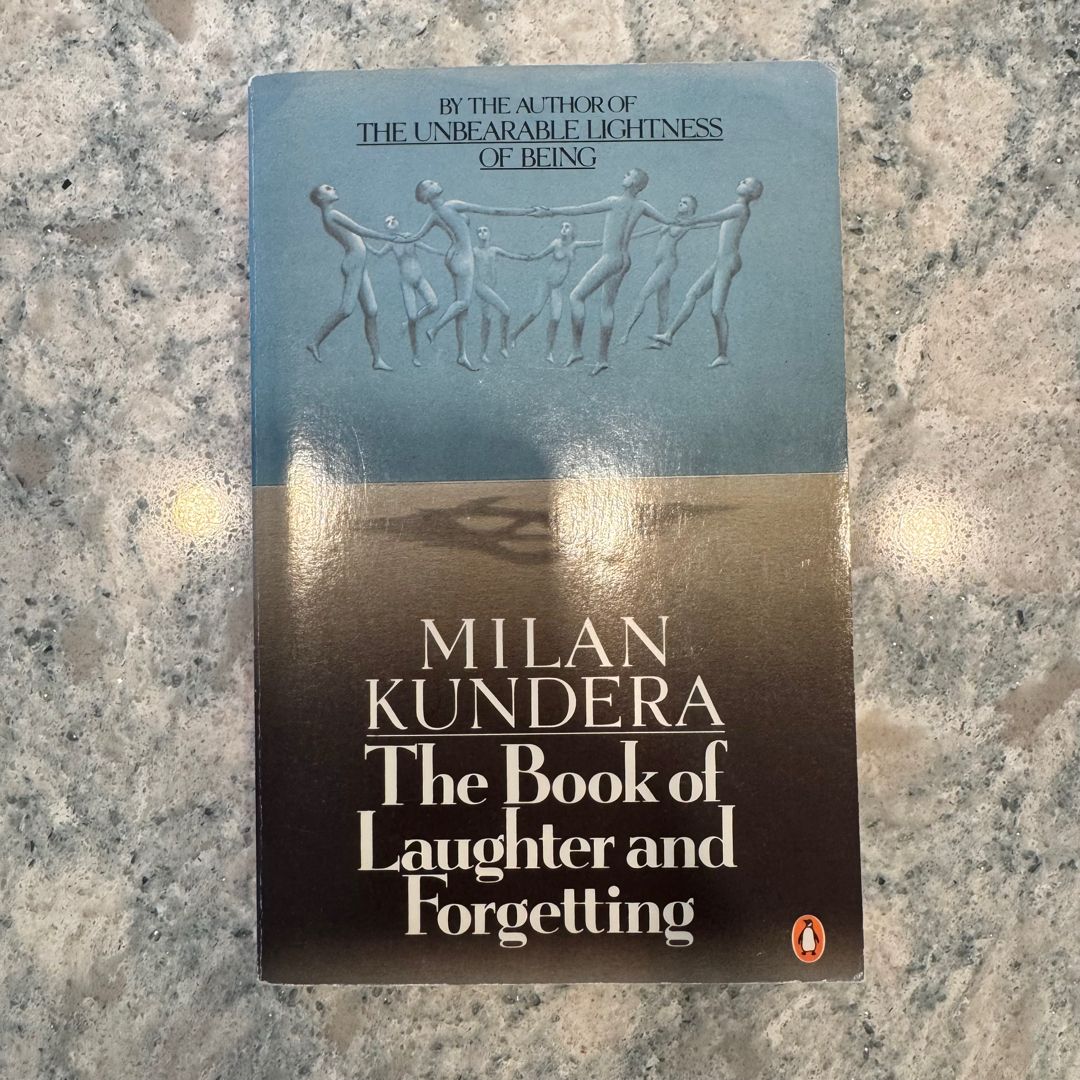 BY THE AUTHOR OF
THE UNBEARABLE LIGHTNESS
OF BEING
MILAN
KUNDERA
The Book of
Laughter and
Forgetting